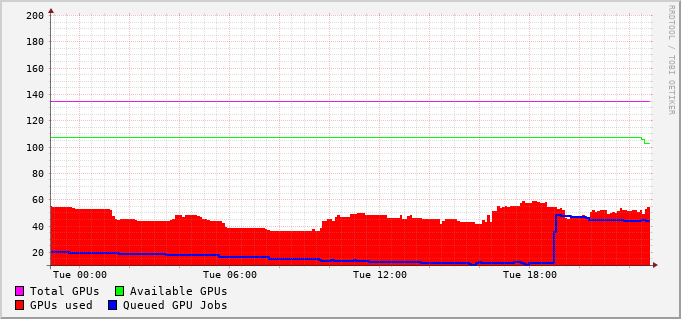 200
180
160
140
120
100
80
60
40
20
Tue 00:00 Tue 06:00 Tue 12:00 Tue 18:00
Total GPUs Available GPUs
GPUs used Queued GPU Jobs
RRDTOOL / TOBI OETIKER